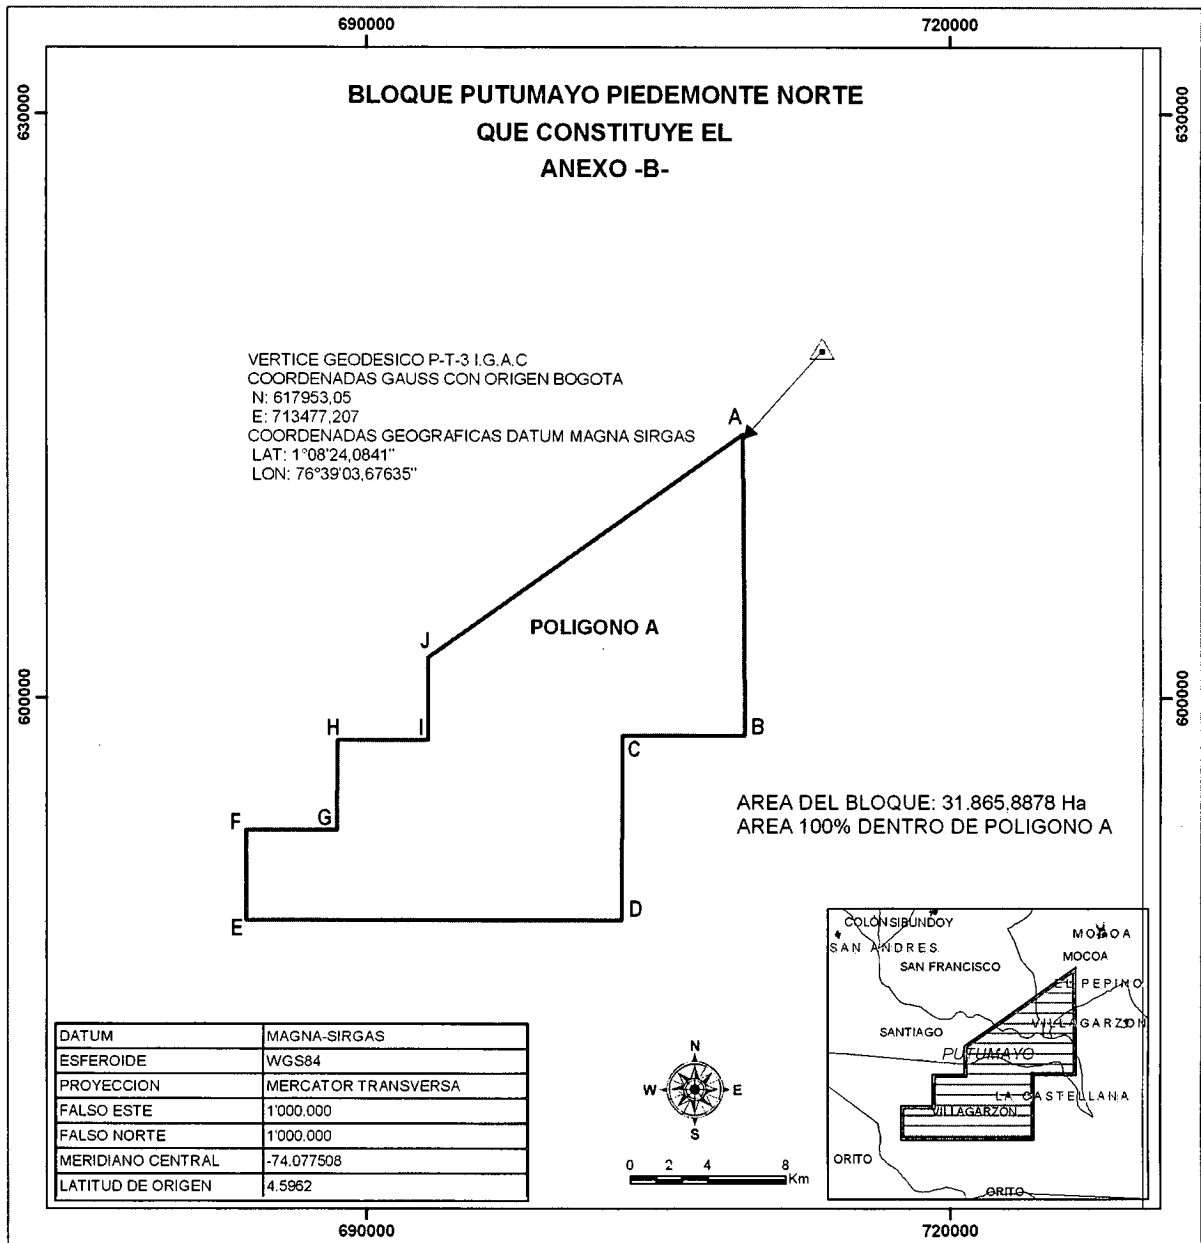 690000
720000
630000
630000
BLOQUE PUTUMAYO PIEDEMONTE NORTE
QUE CONSTITUYE EL
ANEXO -B-
VERTICE GEODESICO P-T-3 I.G.A.C
COORDENADAS GAUSS CON ORIGEN BOGOTA
N: 617953,05
E: 713477,207
COORDENADAS GEOGRAFICAS DATUM MAGNA SIRGAS
LAT: 1°08'24,0841"
LON: 76°39'03,67635"
A
POLIGONO A
J
600000
600000
H
I
B
C
AREA DEL BLOQUE: 31.865,8878 Ha
AREA 100% DENTRO DE POLIGONO A
F
G
E
D
COLON SIBUNDOY
MOCOA
SAN ANDRES
MOCOA
SAN FRANCISCO
EL PEPINO
VILLAGARZON
SANTIAGO
PUTUMAYO
LA CASTELLANA
VILLAGARZON
ORITO
ORITO
DATUM MAGNA-SIRGAS
ESFEROIDE WGS84
PROYECCION MERCATOR TRANSVERSA
FALSO ESTE 1'000.000
FALSO NORTE 1'000.000
MERIDIANO CENTRAL -74.077508
LATITUD DE ORIGEN 4.5962
N
W E
S
0 2 4 8
Km
690000
720000